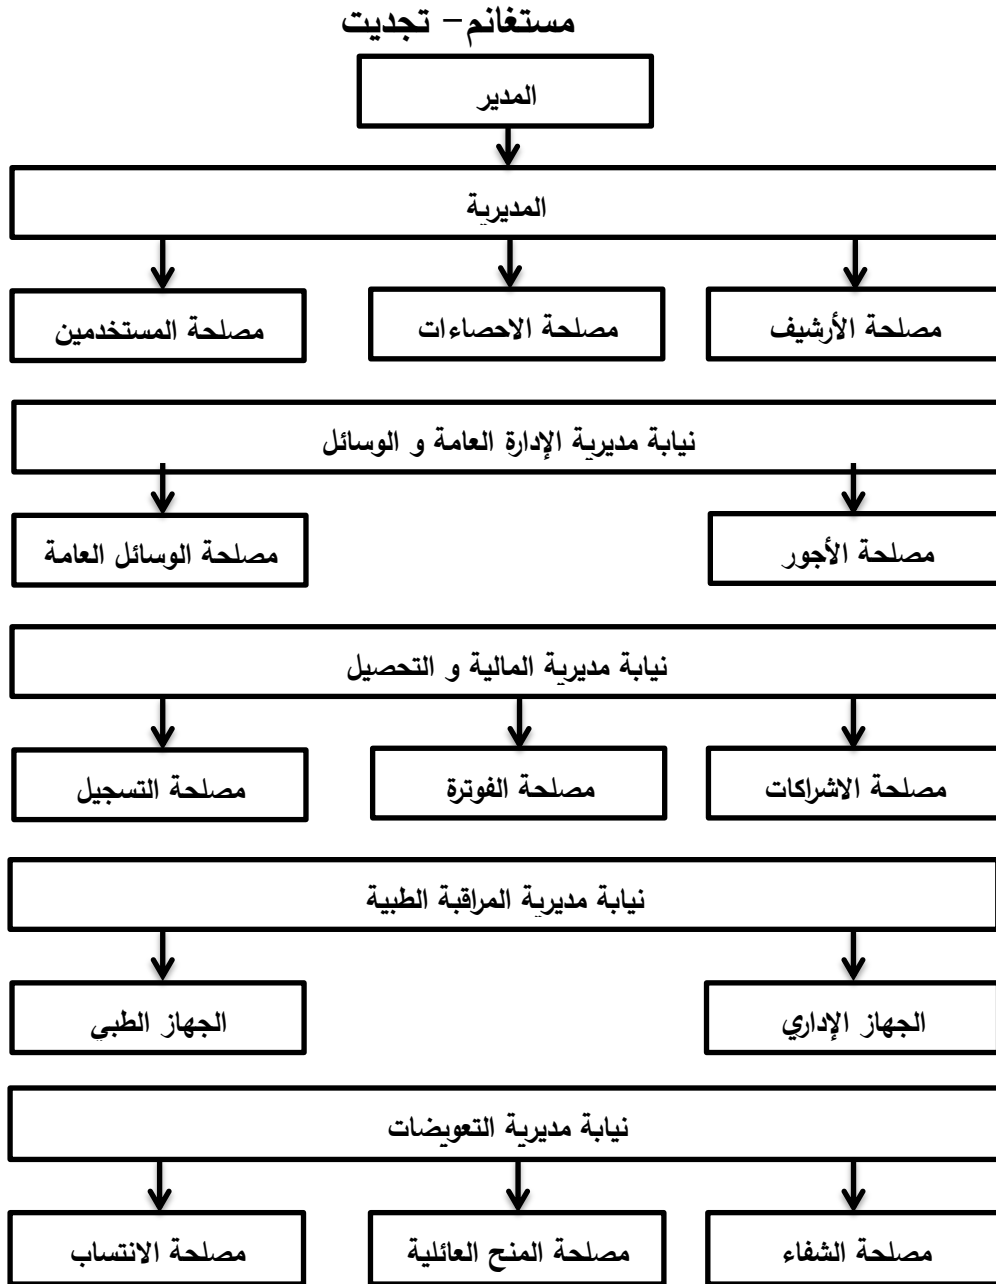 مستغانم – تجديت
المدير
المديرية
مصلحة الأرشيف
مصلحة الاحصاءات
مصلحة المستخدمين
نيابة مديرية الإدارة العامة و الوسائل
مصلحة الأجور
مصلحة الوسائل العامة
نيابة مديرية المالية و التحصيل
مصلحة الاشراكات
مصلحة الفوترة
مصلحة التسجيل
نيابة مديرية المراقبة الطبية
الجهاز الإداري
الجهاز الطبي
نيابة مديرية التعويضات
مصلحة الشفاء
مصلحة المنح العائلية
مصلحة الانتساب